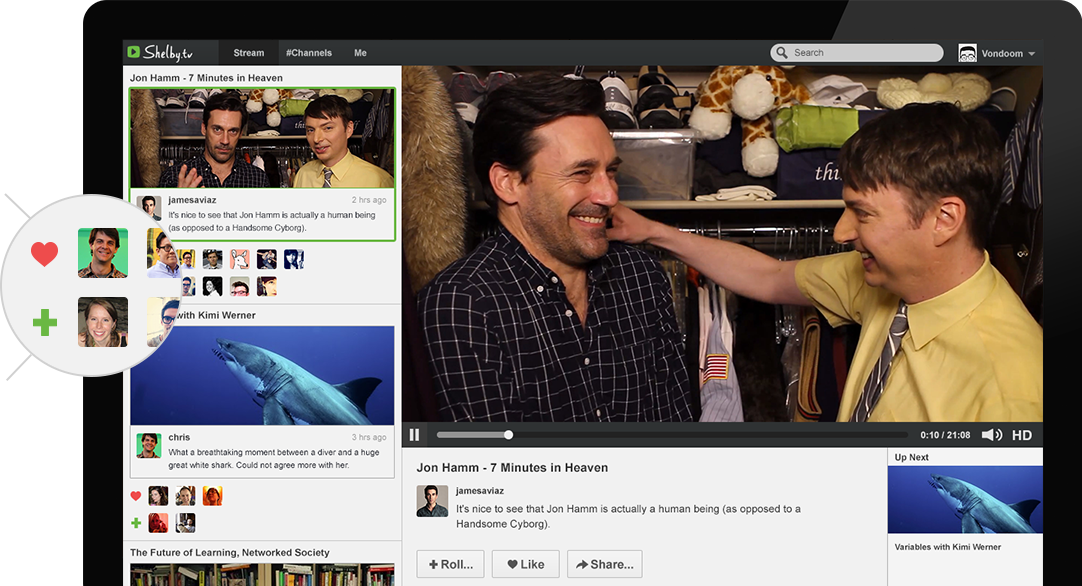 Shelby.tv
Stream
#Channels
Me
Search
Vondoom
Jon Hamm - 7 Minutes in Heaven
jamesaviaz
2 hrs ago
It's nice to see that Jon Hamm is actually a human being
(as opposed to a Handsome Cyborg).
with Kimi Werner
chris
3 hrs ago
What a breathtaking moment between a diver and a huge
great white shark. Could not agree more with her.
The Future of Learning, Networked Society
thi
0:10 / 21:08
HD
Jon Hamm - 7 Minutes in Heaven
jamesaviaz
It's nice to see that Jon Hamm is actually a human being (as opposed to a
Handsome Cyborg).
Roll...
Like
Share...
Up Next
Variables with Kimi Werner